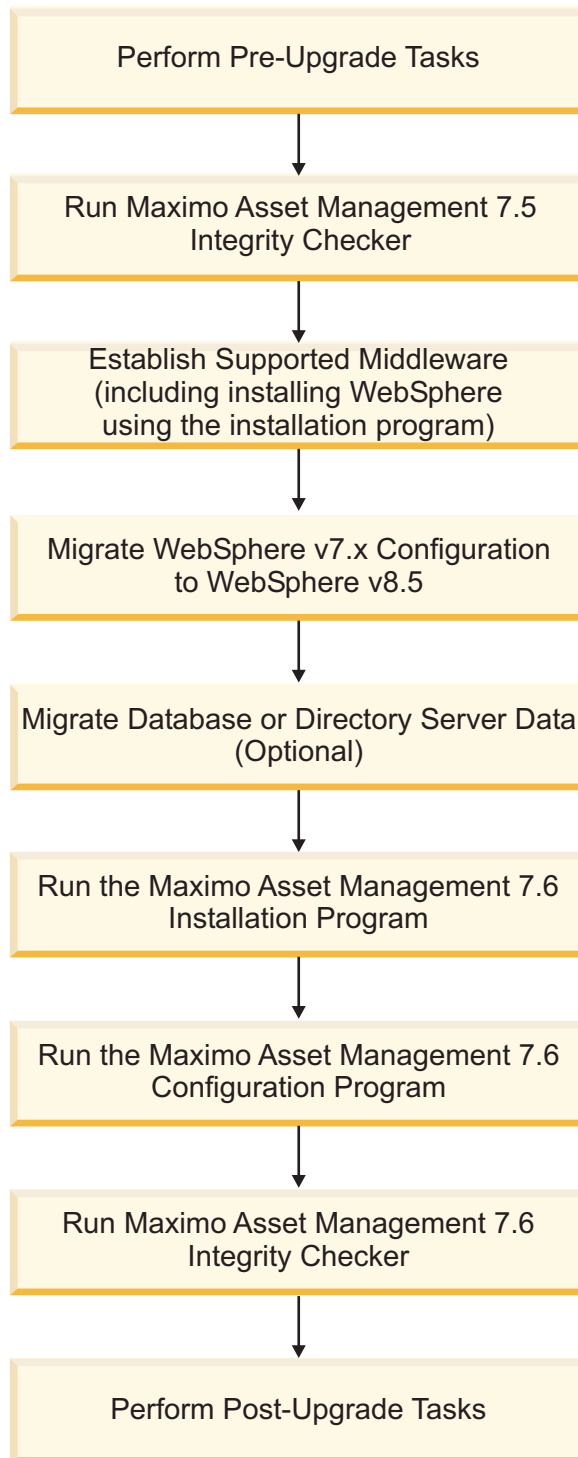 Perform Pre-Upgrade Tasks
Run Maximo Asset Management 7.5
Integrity Checker
Establish Supported Middleware
(including installing WebSphere
using the installation program)
Migrate WebSphere v7.x Configuration
to WebSphere v8.5
Migrate Database or Directory Server Data
(Optional)
Run the Maximo Asset Management 7.6
Installation Program
Run the Maximo Asset Management 7.6
Configuration Program
Run Maximo Asset Management 7.6
Integrity Checker
Perform Post-Upgrade Tasks